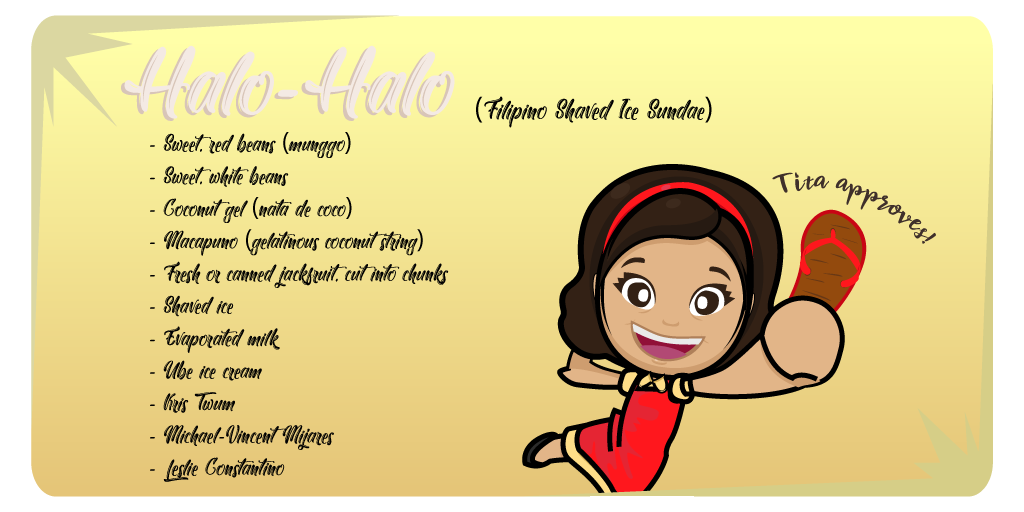 Halo-Halo
(Filipino Shaved Ice Sundae)
- Sweet, red beans (munggo)
- Sweet, white beans
- Coconut gel (nata de coco)
- Macapuno (gelatinous coconut string)
- Fresh or canned jackfruit, cut into chunks
- Shaved ice
- Evaporated milk
- Ube ice cream
- Kris Twum
- Michael-Vincent Mijares
- Leslie Constantino
Tita approves!